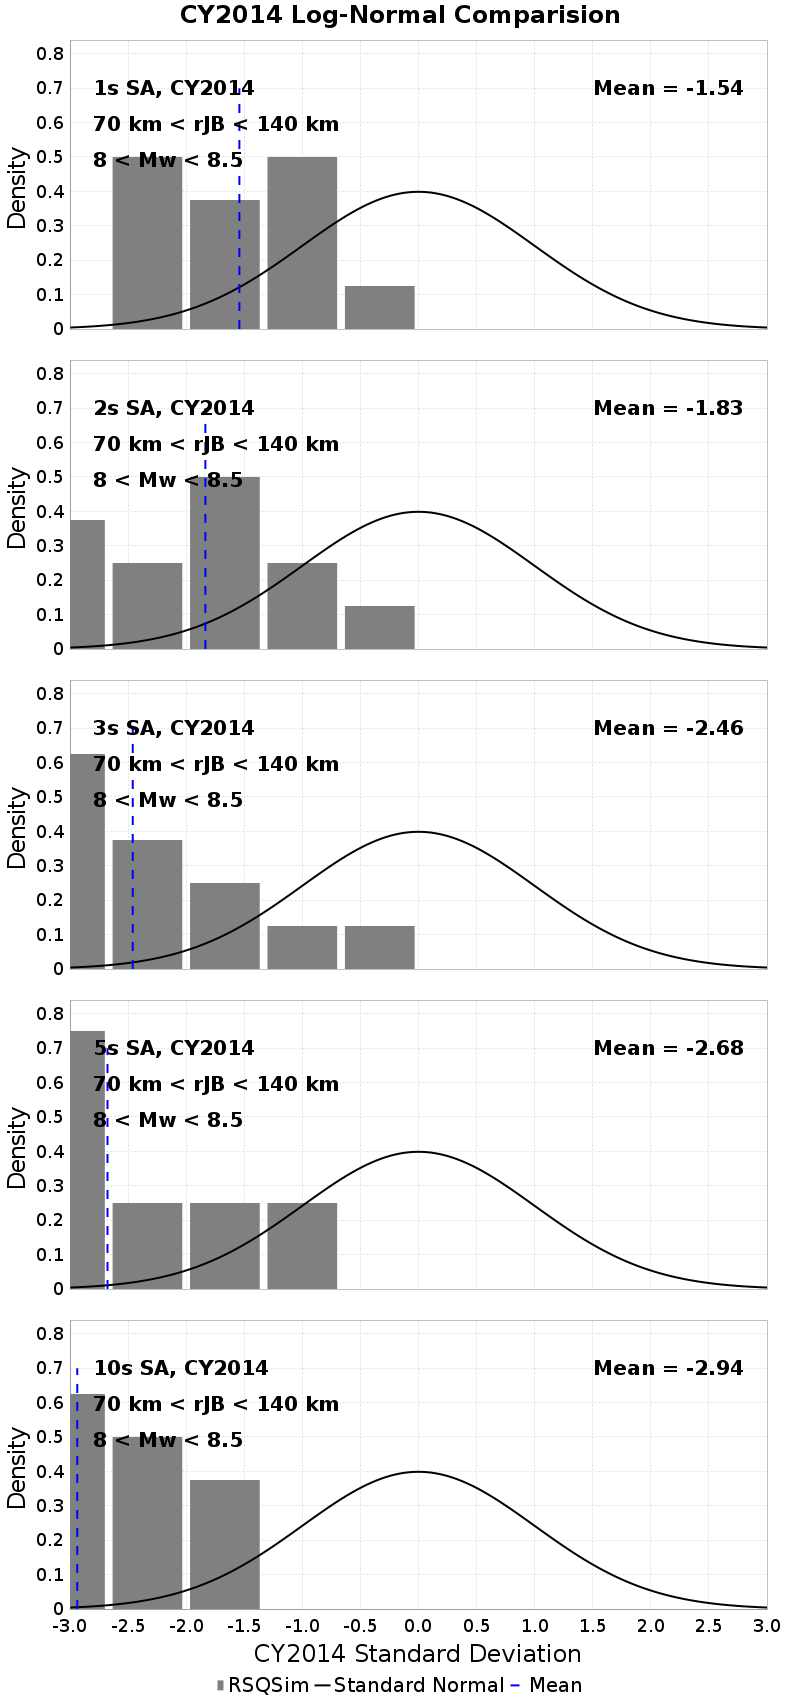 CY2014 Log-Normal Comparision
0.8
0.7
0.6
0.5
0.4
0.3
0.2
0.1
0
Density
1s SA, CY2014
70 km < rJB < 140 km
8 < Mw < 8.5
Mean = -1.54
0.8
0.7
0.6
0.5
0.4
0.3
0.2
0.1
0
Density
2s SA, CY2014
70 km < rJB < 140 km
8 < Mw < 8.5
Mean = -1.83
0.8
0.7
0.6
0.5
0.4
0.3
0.2
0.1
0
Density
3s SA, CY2014
70 km < rJB < 140 km
8 < Mw < 8.5
Mean = -2.46
0.8
0.7
0.6
0.5
0.4
0.3
0.2
0.1
0
Density
5s SA, CY2014
70 km < rJB < 140 km
8 < Mw < 8.5
Mean = -2.68
0.8
0.7
0.6
0.5
0.4
0.3
0.2
0.1
0
Density
10s SA, CY2014
70 km < rJB < 140 km
8 < Mw < 8.5
Mean = -2.94
-3.0 -2.5 -2.0 -1.5 -1.0 -0.5 0.0 0.5 1.0 1.5 2.0 2.5 3.0
CY2014 Standard Deviation
RSQSim Standard Normal Mean